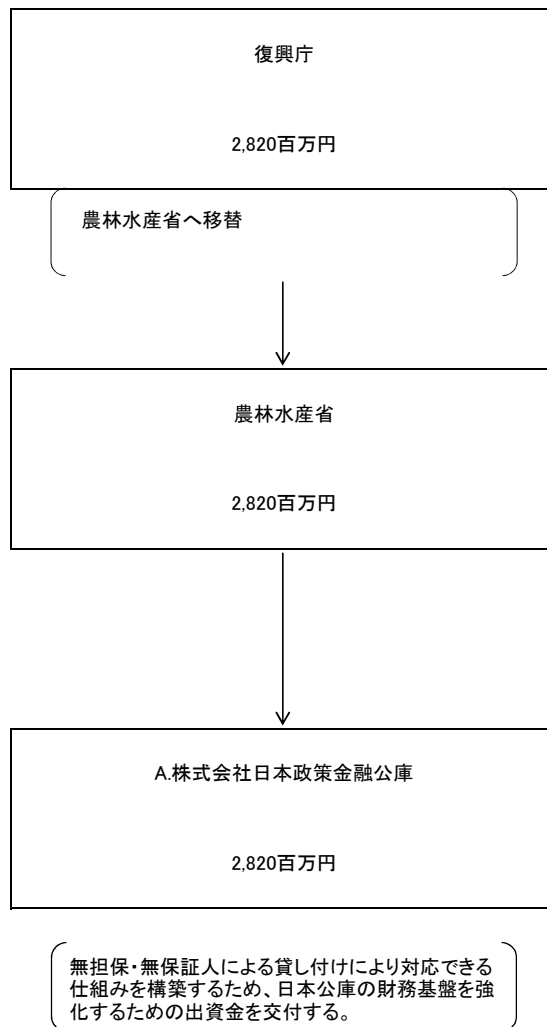 復興庁
2,820百万円
農林水産省へ移替
農林水産省
2,820百万円
A.株式会社日本政策金融公庫
2,820百万円
無担保・無保証人による貸し付けにより対応できる
仕組みを構築するため、日本公庫の財務基盤を強
化するための出資金を交付する。